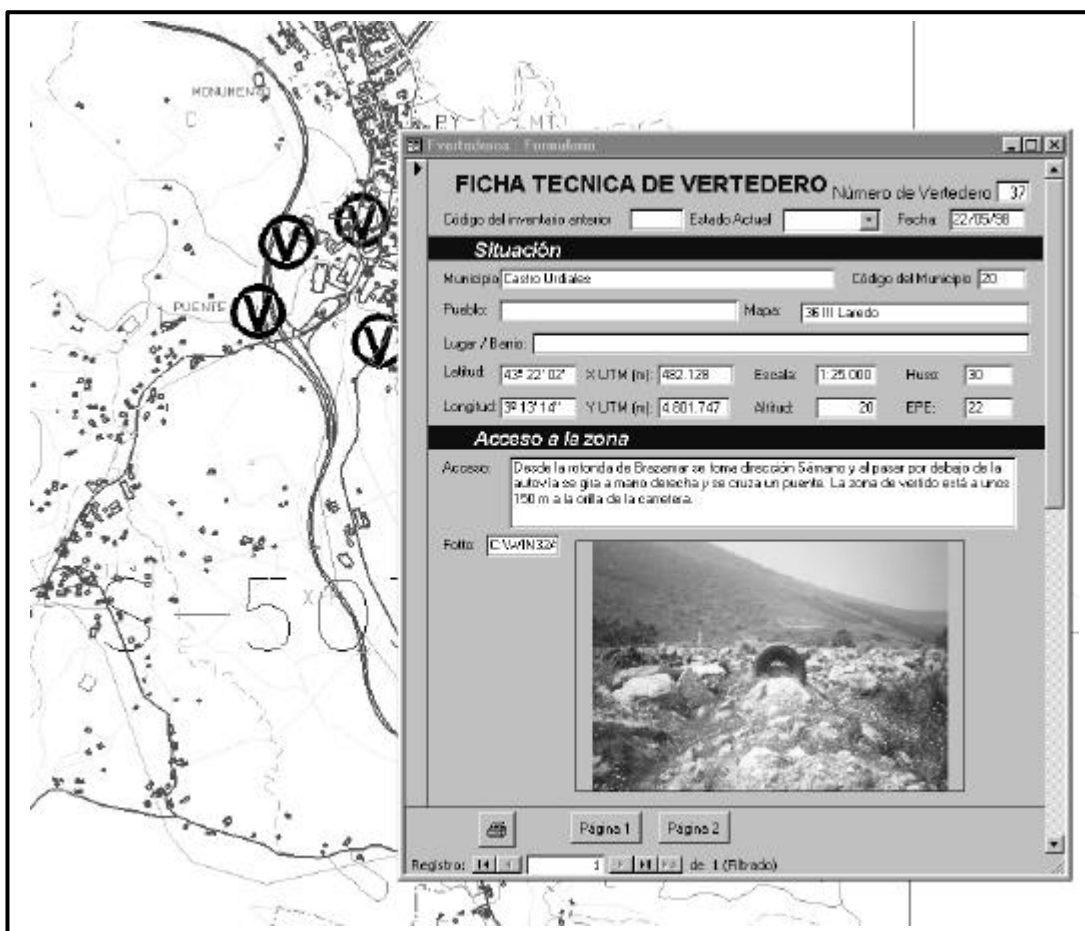 MONUMEN
PUENTE
V
V
V
V
50
Fvertederos : Formulario
FICHA TECNICA DE VERTEDERO
Número de Vertedero 37
Código del inventario anterior
Estado Actual
Fecha: 22/05/98
Situación
Municipio Castro Urdiales
Código del Municipio 20
Pueblo:
Mapa: 36 III Laredo
Lugar / Barrio:
Latitud: 43º 22' 02" X UTM (m): 482.128 Escala: 1:25.000 Huso: 30
Longitud: 3º 13' 14" Y UTM (m): 4.801.747 Altitud: 20 EPE: 22
Acceso a la zona
Acceso: Desde la rotonda de Brazomar se toma dirección Sámano y al pasar por debajo de la
autovía se gira a mano derecha y se cruza un puente. La zona de vertido está a unos
150 m a la orilla de la carretera.
Foto: C:\WIN32A
Página 1 Página 2
Registro: 1 de 1 (Filtrado)